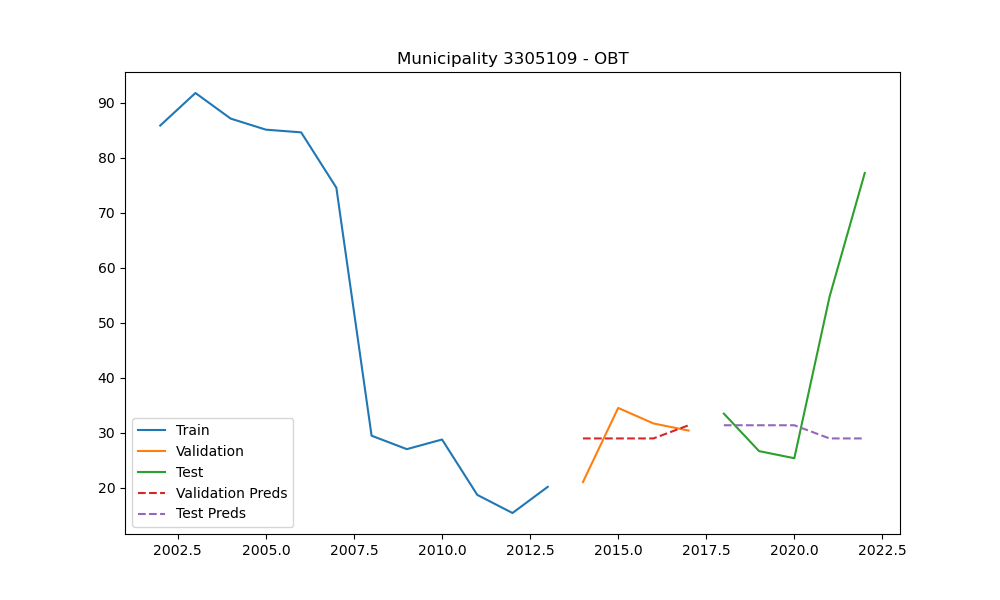 Municipality 3305109 - OBT
90
80
70
60
50
40
30
20
Train
Validation
Test
Validation Preds
Test Preds
2002.5 2005.0 2007.5 2010.0 2012.5 2015.0 2017.5 2020.0 2022.5